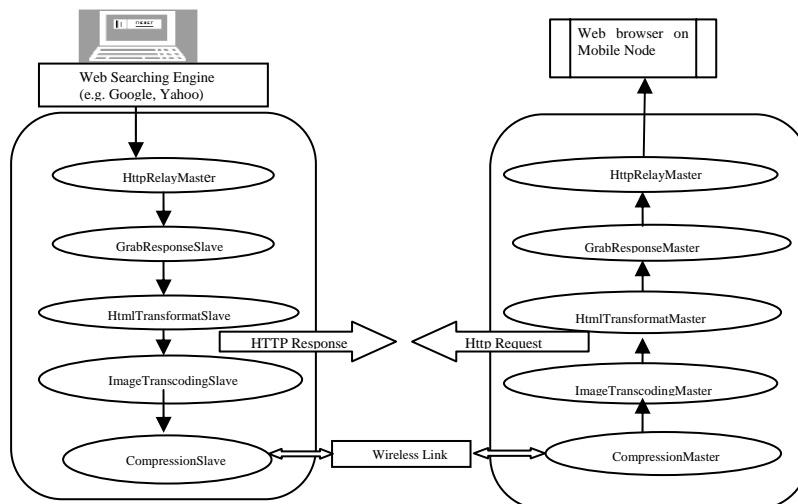 Web Searching Engine
(e.g. Google, Yahoo)
HttpRelayMaster
GrabResponseSlave
HtmlTransformatSlave
HTTP Response
ImageTranscodingSlave
CompressionSlave
Wireless Link
Web browser on
Mobile Node
HttpRelayMaster
GrabResponseMaster
HtmlTransformatMaster
Http Request
ImageTranscodingMaster
CompressionMaster